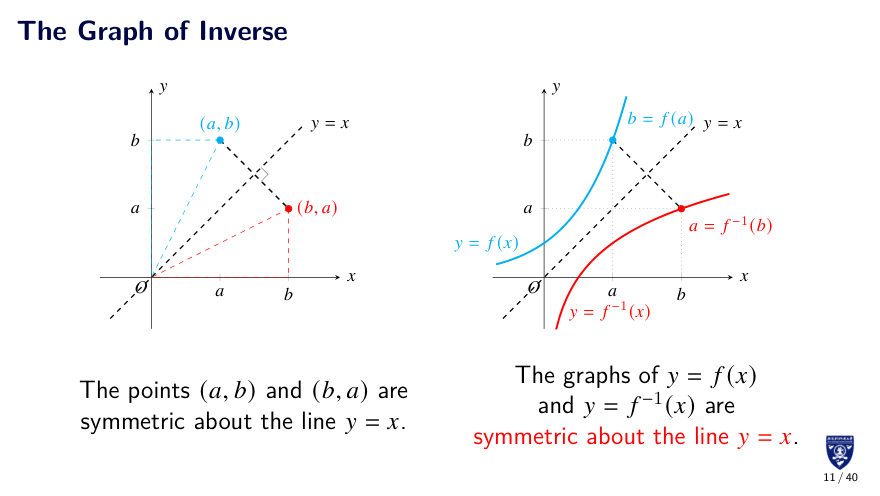 The Graph of Inverse
y
(a, b)
y = x
b
a
(b, a)
x
O
a
b
y
b = f(a)
y = x
b
a
a = f⁻¹(b)
y = f(x)
x
O
a
b
y = f⁻¹(x)
The points (a, b) and (b, a) are
symmetric about the line y = x.
The graphs of y = f(x)
and y = f⁻¹(x) are
symmetric about the line y = x.
11 / 40